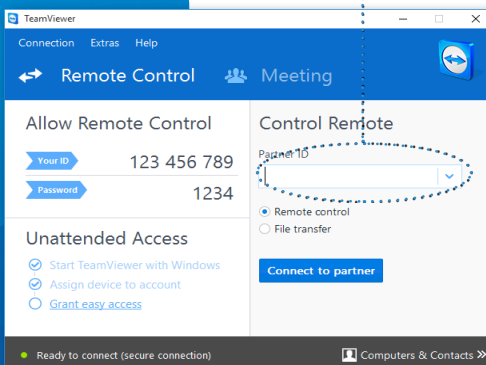 TeamViewer
Connection Extras Help
Remote Control Meeting
Allow Remote Control
Your ID 123 456 789
Password 1234
Unattended Access
Start TeamViewer with Windows
Assign device to account
Grant easy access
Control Remote
Partner ID
Remote control
File transfer
Connect to partner
Ready to connect (secure connection)
Computers & Contacts »